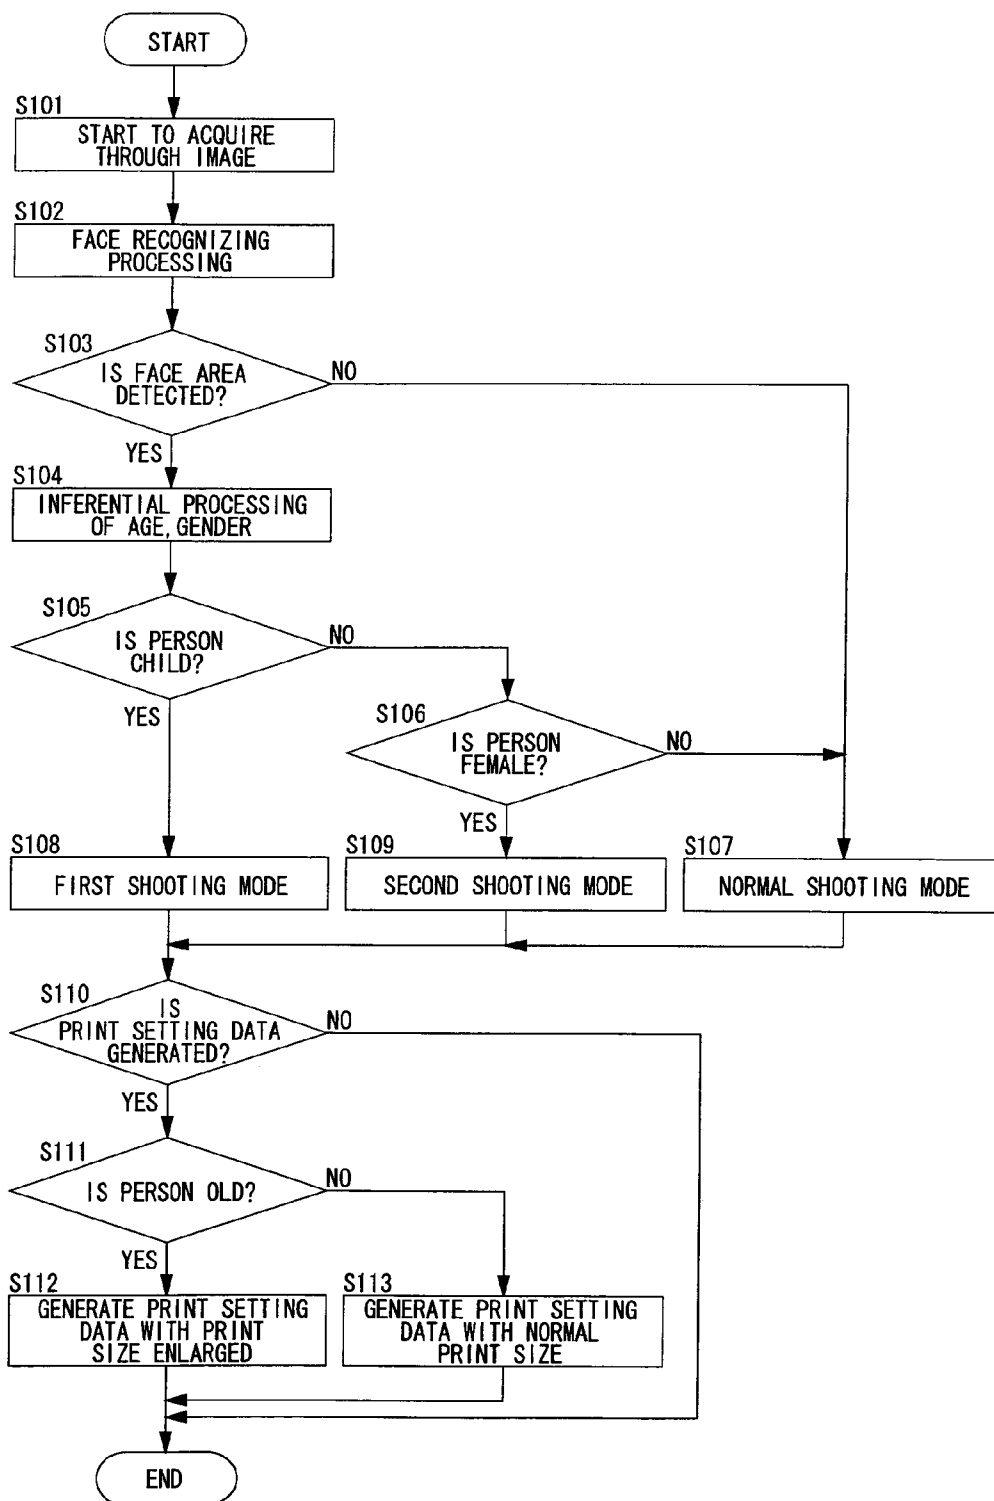 START
S101
START TO ACQUIRE
THROUGH IMAGE
S102
FACE RECOGNIZING
PROCESSING
S103
IS FACE AREA
DETECTED?
NO
YES
S104
INFERENTIAL PROCESSING
OF AGE, GENDER
S105
IS PERSON
CHILD?
NO
YES
S106
IS PERSON
FEMALE?
NO
YES
S108
FIRST SHOOTING MODE
S109
SECOND SHOOTING MODE
S107
NORMAL SHOOTING MODE
S110
IS
PRINT SETTING DATA
GENERATED?
NO
YES
S111
IS PERSON OLD?
NO
YES
S112
GENERATE PRINT SETTING
DATA WITH PRINT
SIZE ENLARGED
S113
GENERATE PRINT SETTING
DATA WITH NORMAL
PRINT SIZE
END